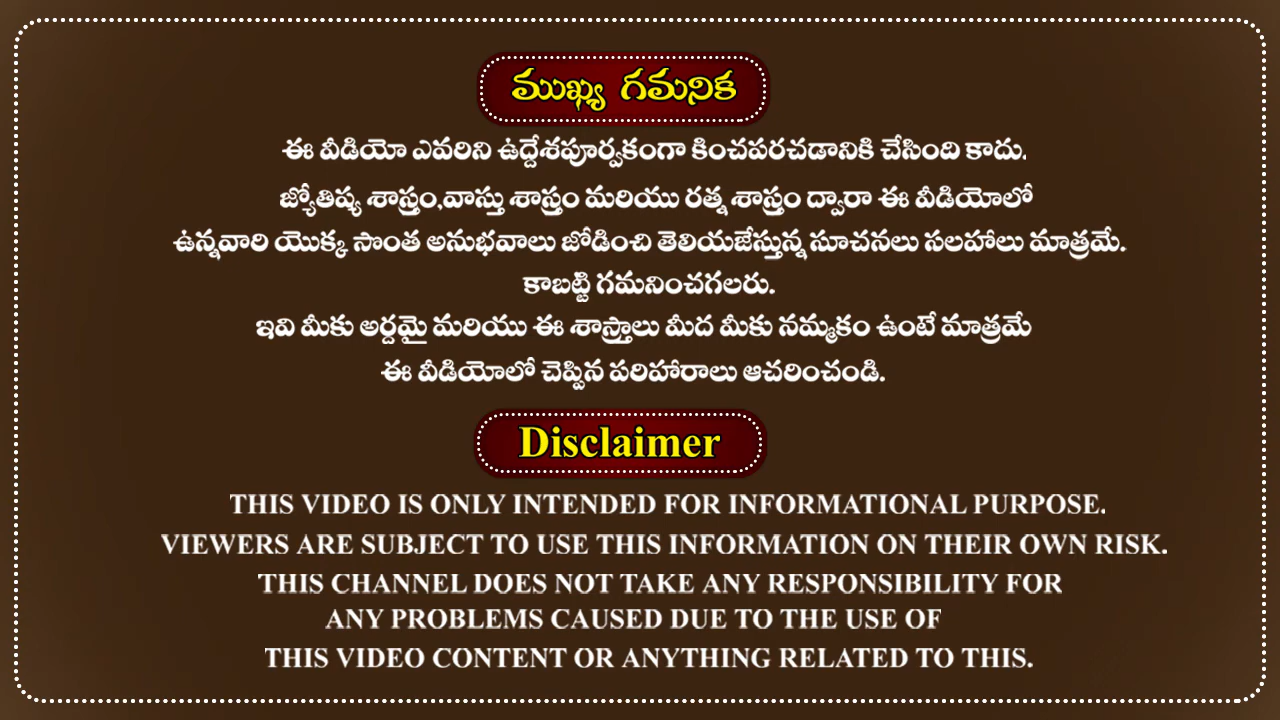 ముఖ్య గమనిక
ఈ వీడియో ఎవరిని ఉద్దేశపూర్వకంగా కించపరచడానికి చేసింది కాదు.
జ్యోతిష్య శాస్త్రం,వాస్తు శాస్త్రం మరియు రత్న శాస్త్రం ద్వారా ఈ వీడియోలో
ఉన్నవారి యొక్క సొంత అనుభవాలు జోడించి తెలియజేస్తున్న సూచనలు సలహాలు మాత్రమే.
కాబట్టి గమనించగలరు.
ఇవి మీకు అర్దమై మరియు ఈ శాస్త్రాలు మీద మీకు నమ్మకం ఉంటే మాత్రమే
ఈ వీడియోలో చెప్పిన పరిహారాలు ఆచరించండి.
Disclaimer
THIS VIDEO IS ONLY INTENDED FOR INFORMATIONAL PURPOSE.
VIEWERS ARE SUBJECT TO USE THIS INFORMATION ON THEIR OWN RISK.
THIS CHANNEL DOES NOT TAKE ANY RESPONSIBILITY FOR
ANY PROBLEMS CAUSED DUE TO THE USE OF
THIS VIDEO CONTENT OR ANYTHING RELATED TO THIS.